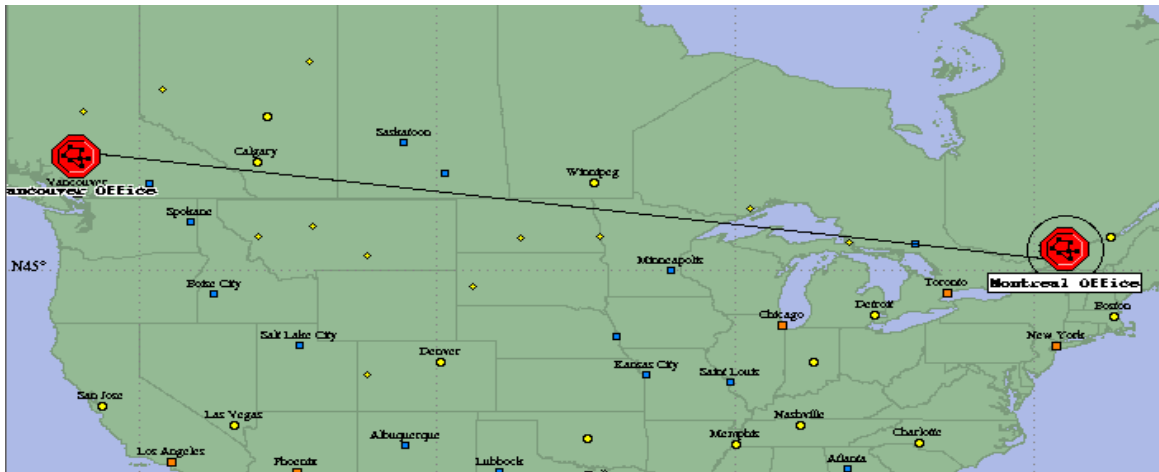 Saskatoon
Calgary
Winnipeg
Vancouver
ancouver Office
Spokane
N45°
Minneapolis
Montreal Office
Toronto
Boise City
Detroit
Boston
Chicago
Salt Lake City
New York
Denver
Kansas City
Saint Louis
San Jose
Las Vegas
Nashville
Memphis
Charlotte
Albuquerque
Los Angeles
Phoenix
Lubbock
Atlanta